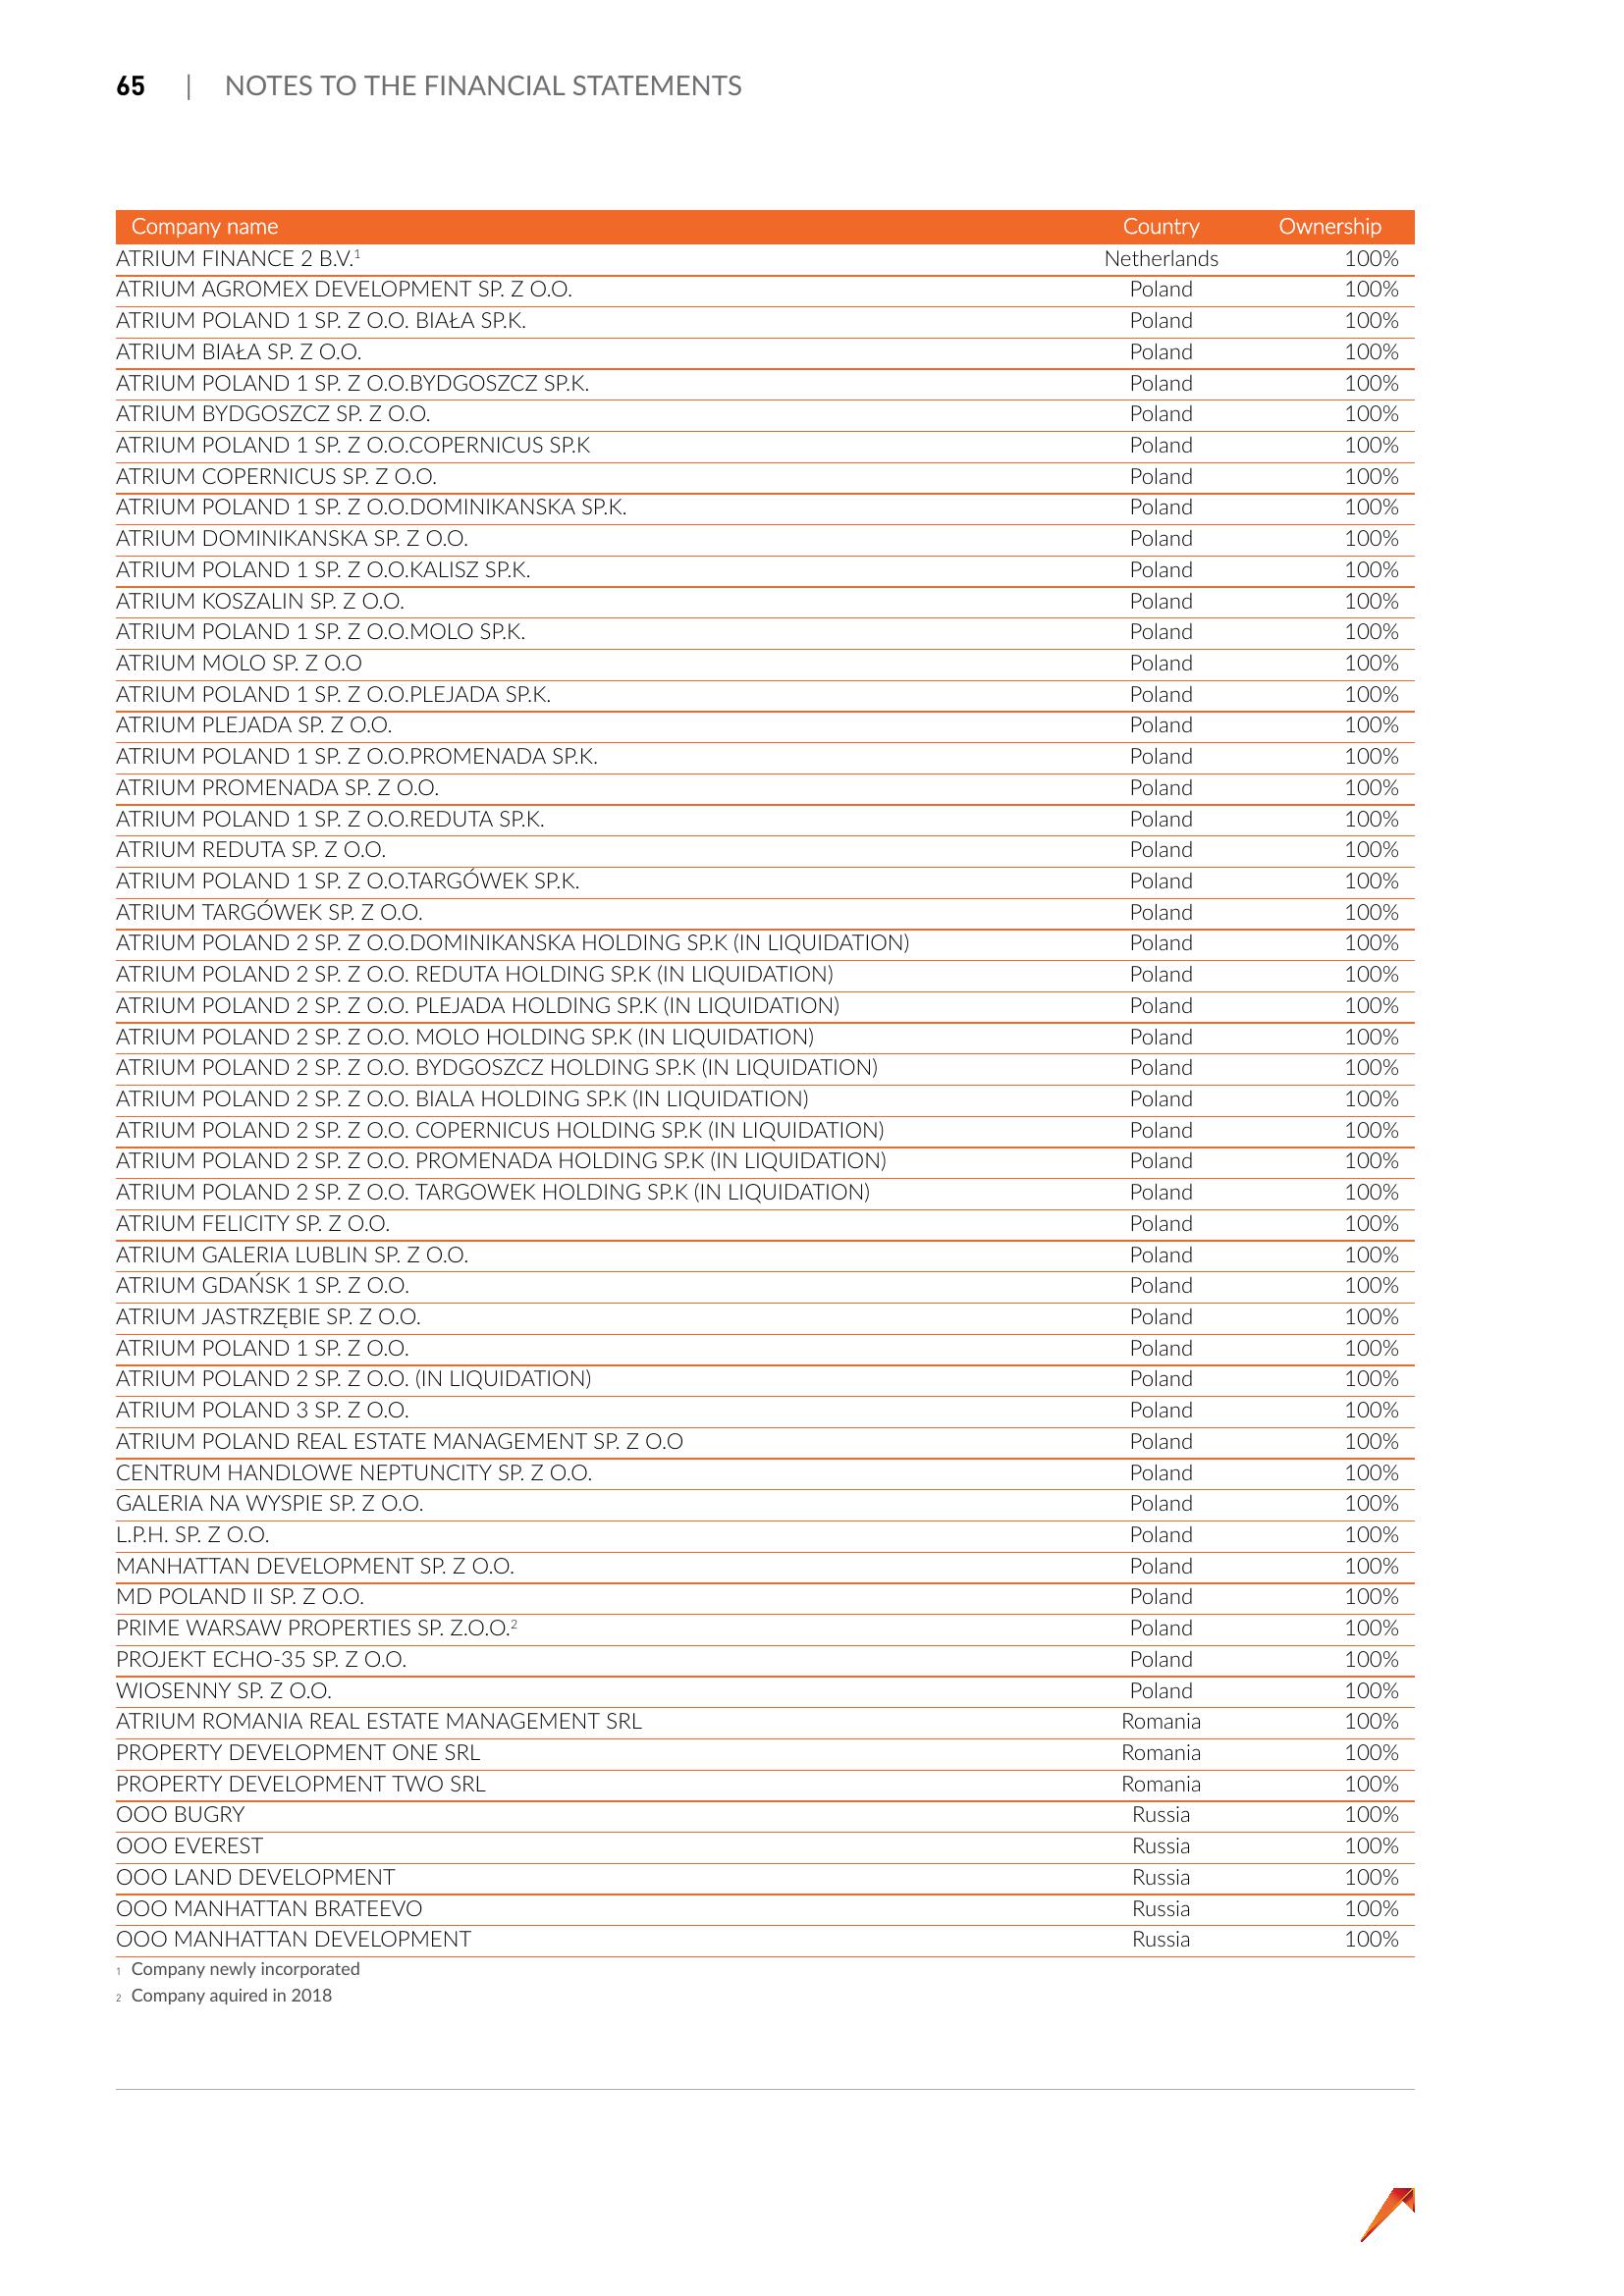 65 | NOTES TO THE FINANCIAL STATEMENTS
Company name Country Ownership
ATRIUM FINANCE 2 B.V.1 Netherlands 100%
ATRIUM AGROMEX DEVELOPMENT SP. Z O.O. Poland 100%
ATRIUM POLAND 1 SP. Z O.O. BIAŁA SP.K. Poland 100%
ATRIUM BIAŁA SP. Z O.O. Poland 100%
ATRIUM POLAND 1 SP. Z O.O.BYDGOSZCZ SP.K. Poland 100%
ATRIUM BYDGOSZCZ SP. Z O.O. Poland 100%
ATRIUM POLAND 1 SP. Z O.O.COPERNICUS SP.K Poland 100%
ATRIUM COPERNICUS SP. Z O.O. Poland 100%
ATRIUM POLAND 1 SP. Z O.O.DOMINIKANSKA SP.K. Poland 100%
ATRIUM DOMINIKANSKA SP. Z O.O. Poland 100%
ATRIUM POLAND 1 SP. Z O.O.KALISZ SP.K. Poland 100%
ATRIUM KOSZALIN SP. Z O.O. Poland 100%
ATRIUM POLAND 1 SP. Z O.O.MOLO SP.K. Poland 100%
ATRIUM MOLO SP. Z O.O Poland 100%
ATRIUM POLAND 1 SP. Z O.O.PLEJADA SP.K. Poland 100%
ATRIUM PLEJADA SP. Z O.O. Poland 100%
ATRIUM POLAND 1 SP. Z O.O.PROMENADA SP.K. Poland 100%
ATRIUM PROMENADA SP. Z O.O. Poland 100%
ATRIUM POLAND 1 SP. Z O.O.REDUTA SP.K. Poland 100%
ATRIUM REDUTA SP. Z O.O. Poland 100%
ATRIUM POLAND 1 SP. Z O.O.TARGÓWEK SP.K. Poland 100%
ATRIUM TARGÓWEK SP. Z O.O. Poland 100%
ATRIUM POLAND 2 SP. Z O.O.DOMINIKANSKA HOLDING SP.K (IN LIQUIDATION) Poland 100%
ATRIUM POLAND 2 SP. Z O.O. REDUTA HOLDING SP.K (IN LIQUIDATION) Poland 100%
ATRIUM POLAND 2 SP. Z O.O. PLEJADA HOLDING SP.K (IN LIQUIDATION) Poland 100%
ATRIUM POLAND 2 SP. Z O.O. MOLO HOLDING SP.K (IN LIQUIDATION) Poland 100%
ATRIUM POLAND 2 SP. Z O.O. BYDGOSZCZ HOLDING SP.K (IN LIQUIDATION) Poland 100%
ATRIUM POLAND 2 SP. Z O.O. BIALA HOLDING SP.K (IN LIQUIDATION) Poland 100%
ATRIUM POLAND 2 SP. Z O.O. COPERNICUS HOLDING SP.K (IN LIQUIDATION) Poland 100%
ATRIUM POLAND 2 SP. Z O.O. PROMENADA HOLDING SP.K (IN LIQUIDATION) Poland 100%
ATRIUM POLAND 2 SP. Z O.O. TARGOWEK HOLDING SP.K (IN LIQUIDATION) Poland 100%
ATRIUM FELICITY SP. Z O.O. Poland 100%
ATRIUM GALERIA LUBLIN SP. Z O.O. Poland 100%
ATRIUM GDAŃSK 1 SP. Z O.O. Poland 100%
ATRIUM JASTRZĘBIE SP. Z O.O. Poland 100%
ATRIUM POLAND 1 SP. Z O.O. Poland 100%
ATRIUM POLAND 2 SP. Z O.O. (IN LIQUIDATION) Poland 100%
ATRIUM POLAND 3 SP. Z O.O. Poland 100%
ATRIUM POLAND REAL ESTATE MANAGEMENT SP. Z O.O Poland 100%
CENTRUM HANDLOWE NEPTUNCITY SP. Z O.O. Poland 100%
GALERIA NA WYSPIE SP. Z O.O. Poland 100%
L.P.H. SP. Z O.O. Poland 100%
MANHATTAN DEVELOPMENT SP. Z O.O. Poland 100%
MD POLAND II SP. Z O.O. Poland 100%
PRIME WARSAW PROPERTIES SP. Z.O.O.2 Poland 100%
PROJEKT ECHO-35 SP. Z O.O. Poland 100%
WIOSENNY SP. Z O.O. Poland 100%
ATRIUM ROMANIA REAL ESTATE MANAGEMENT SRL Romania 100%
PROPERTY DEVELOPMENT ONE SRL Romania 100%
PROPERTY DEVELOPMENT TWO SRL Romania 100%
OOO BUGRY Russia 100%
OOO EVEREST Russia 100%
OOO LAND DEVELOPMENT Russia 100%
OOO MANHATTAN BRATEEVO Russia 100%
OOO MANHATTAN DEVELOPMENT Russia 100%
1 Company newly incorporated
2 Company aquired in 2018